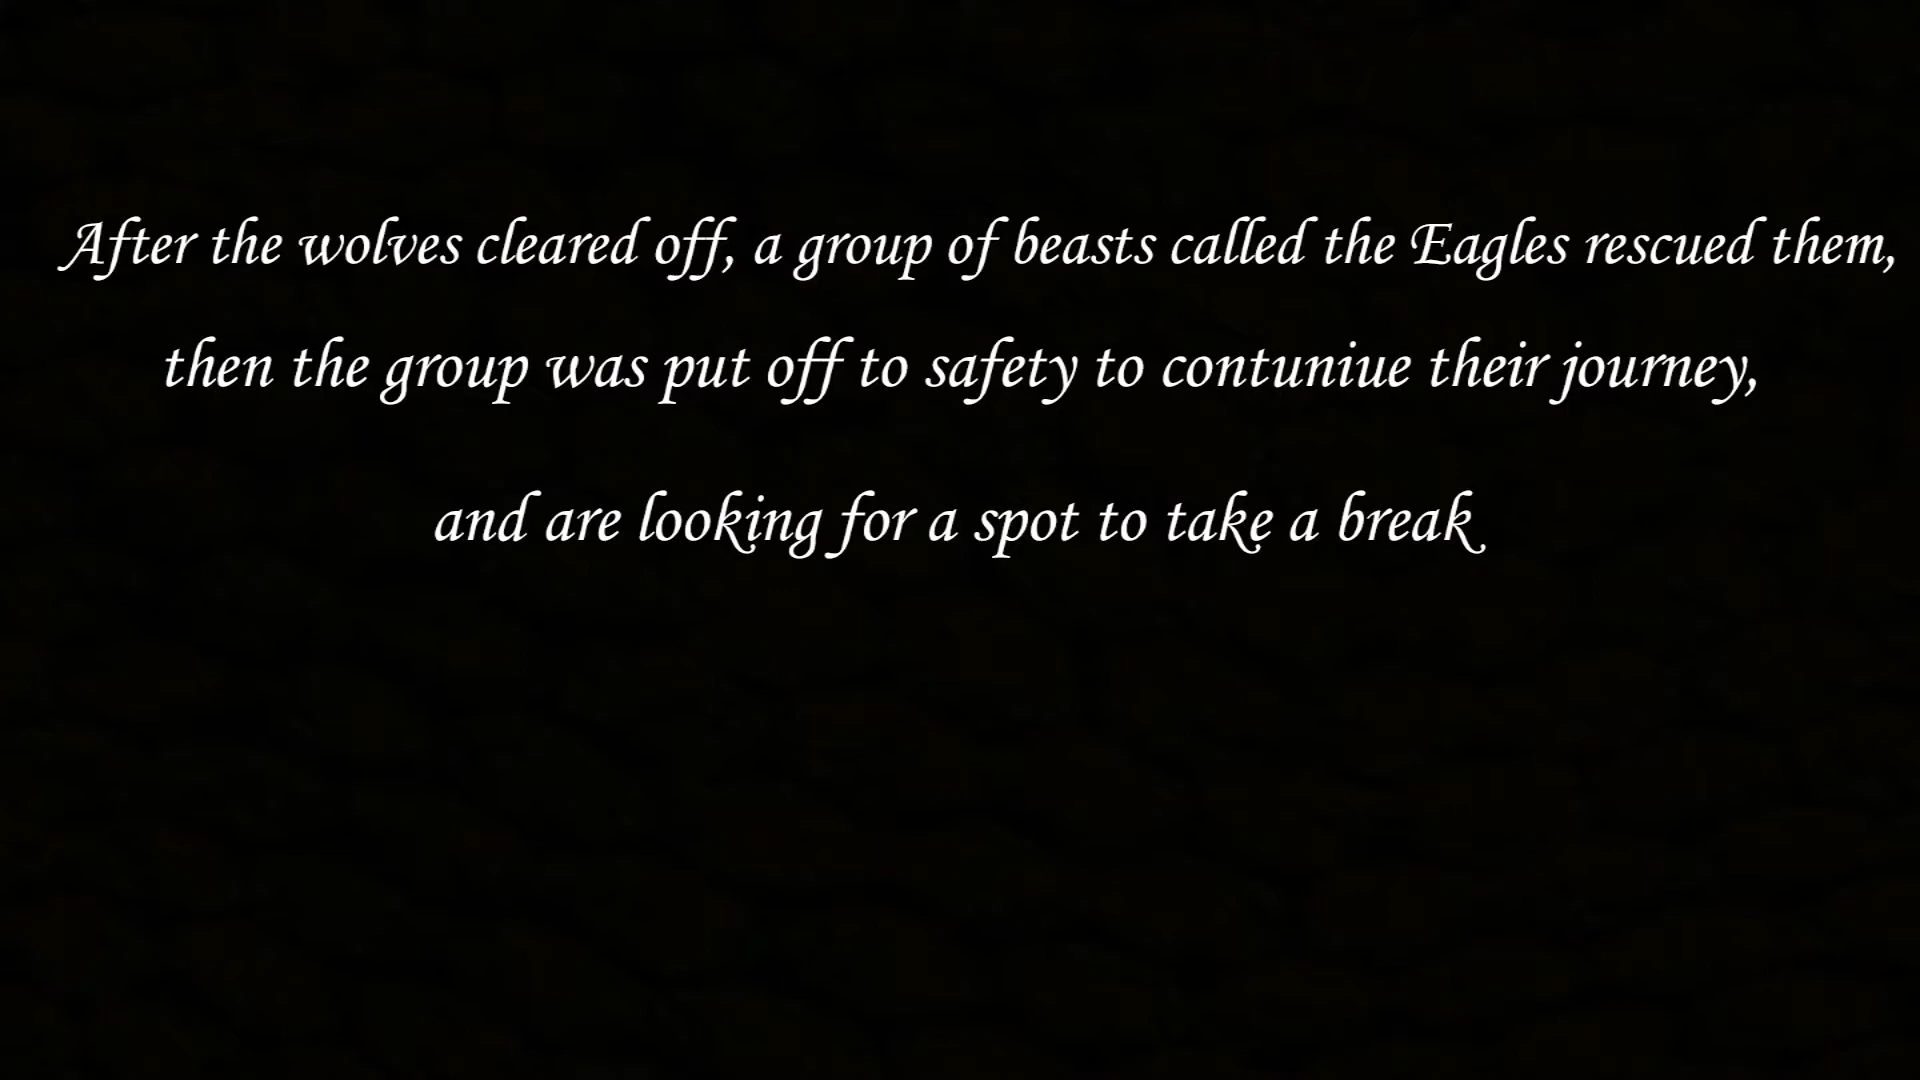 After the wolves cleared off, a group of beasts called the Eagles rescued them,
then the group was put off to safety to contuniue their journey,
and are looking for a spot to take a break